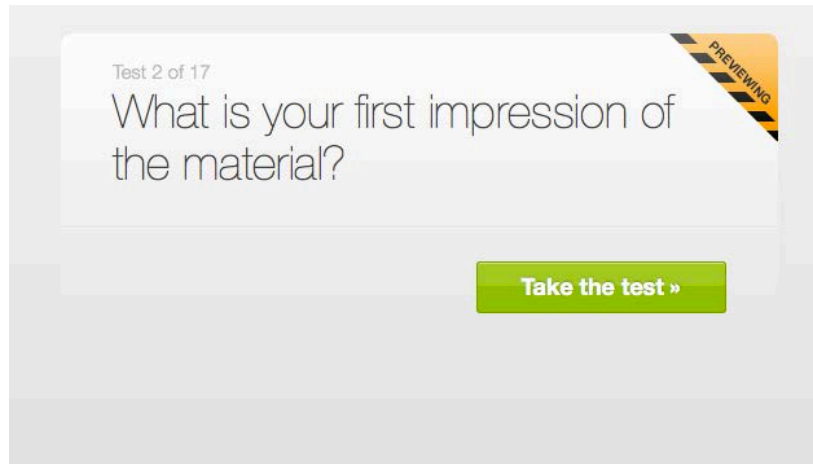 Test 2 of 17
PREVIEWING
What is your first impression of
the material?
Take the test »